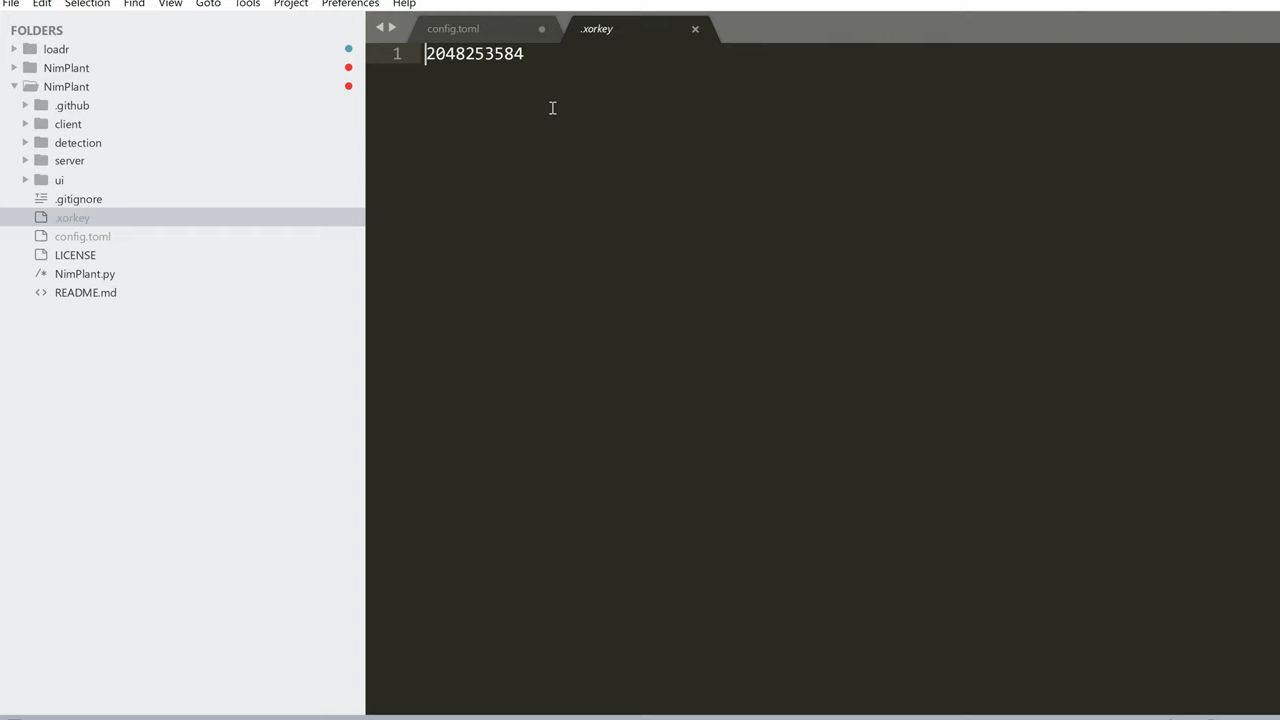 File Edit Selection Find View Goto Tools Project Preferences Help
FOLDERS
loadr
NimPlant
NimPlant
.github
client
detection
server
ui
.gitignore
.xorkey
config.toml
LICENSE
/* NimPlant.py
<> README.md
config.toml .xorkey ×
1 2048253584